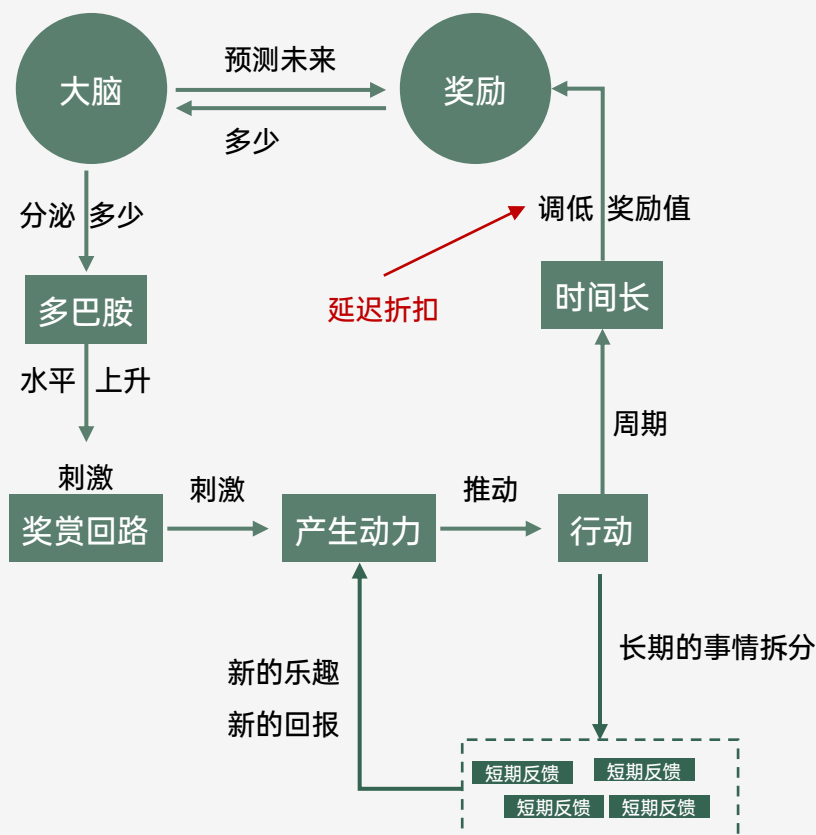 预测未来
大脑
奖励
多少
分泌 多少
调低 奖励值
多巴胺
延迟折扣
时间长
水平 上升
周期
刺激
刺激
推动
奖赏回路
产生动力
行动
长期的事情拆分
新的乐趣
新的回报
短期反馈
短期反馈
短期反馈
短期反馈